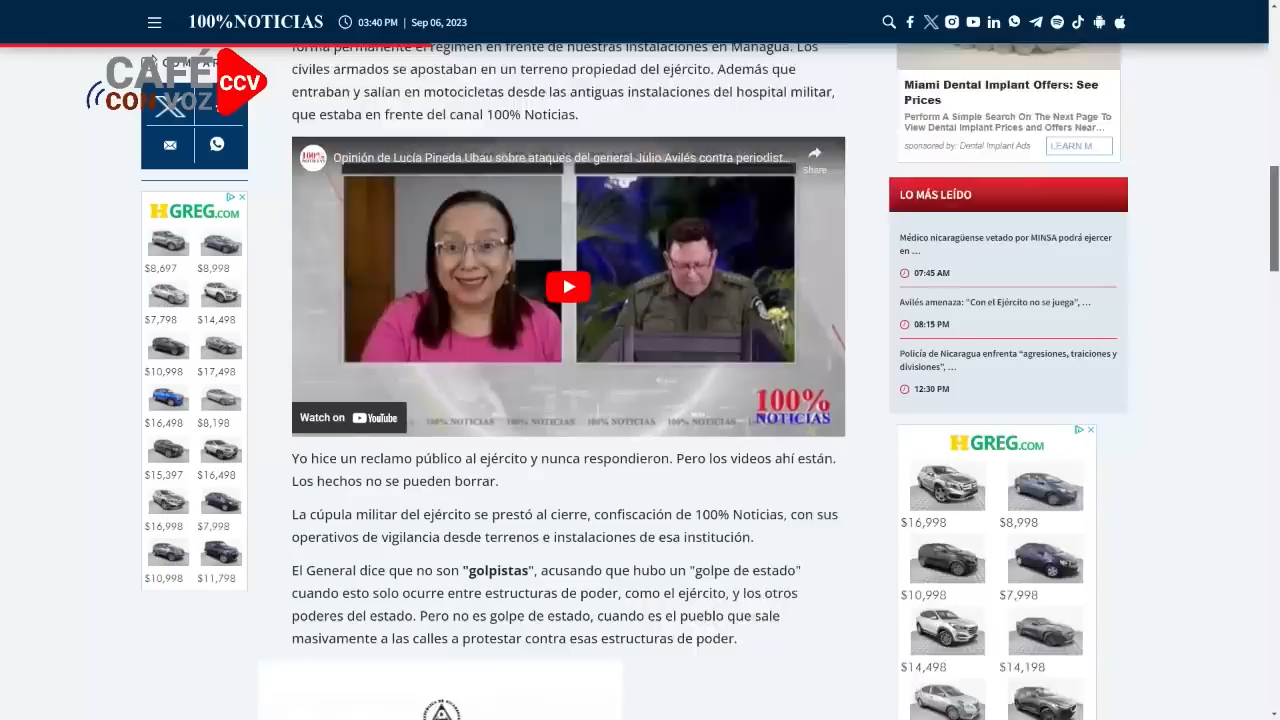 100%NOTICIAS
03:40 PM | Sep 06, 2023
CAFÉ
CON VOZ
CCV
forma permanente el régimen en frente de nuestras instalaciones en Managua. Los
civiles armados se apostaban en un terreno propiedad del ejército. Además que
entraban y salían en motocicletas desde las antiguas instalaciones del hospital militar,
que estaba en frente del canal 100% Noticias.
100%
Opinión de Lucía Pineda Ubau sobre ataques del general Julio Avilés contra periodist...
Share
100%
NOTICIAS
Watch on YouTube
100% NOTICIAS 100% NOTICIAS 100% NOTICIAS 100% NOTICIAS
Yo hice un reclamo público al ejército y nunca respondieron. Pero los videos ahí están.
Los hechos no se pueden borrar.
La cúpula militar del ejército se prestó al cierre, confiscación de 100% Noticias, con sus
operativos de vigilancia desde terrenos e instalaciones de esa institución.
El General dice que no son "golpistas", acusando que hubo un "golpe de estado"
cuando esto solo ocurre entre estructuras de poder, como el ejército, y los otros
poderes del estado. Pero no es golpe de estado, cuando es el pueblo que sale
masivamente a las calles a protestar contra esas estructuras de poder.
HGREG.COM
$8,697 $8,998
$7,798 $14,498
$10,998 $17,498
$16,498 $8,198
$15,397 $16,498
$16,998 $7,998
$10,998 $11,798
Miami Dental Implant Offers: See
Prices
Perform A Simple Search On The Next Page To
View Dental Implant Prices and Offers Near...
sponsored by: Dental Implant Ads
LEARN M...
LO MÁS LEÍDO
Médico nicaragüense vetado por MINSA podrá ejercer
en ...
07:45 AM
Avilés amenaza: "Con el Ejército no se juega", ...
08:15 PM
Policía de Nicaragua enfrenta "agresiones, traiciones y
divisiones", ...
12:30 PM
HGREG.COM
$16,998 $8,998
$10,998 $7,998
$14,498 $14,198